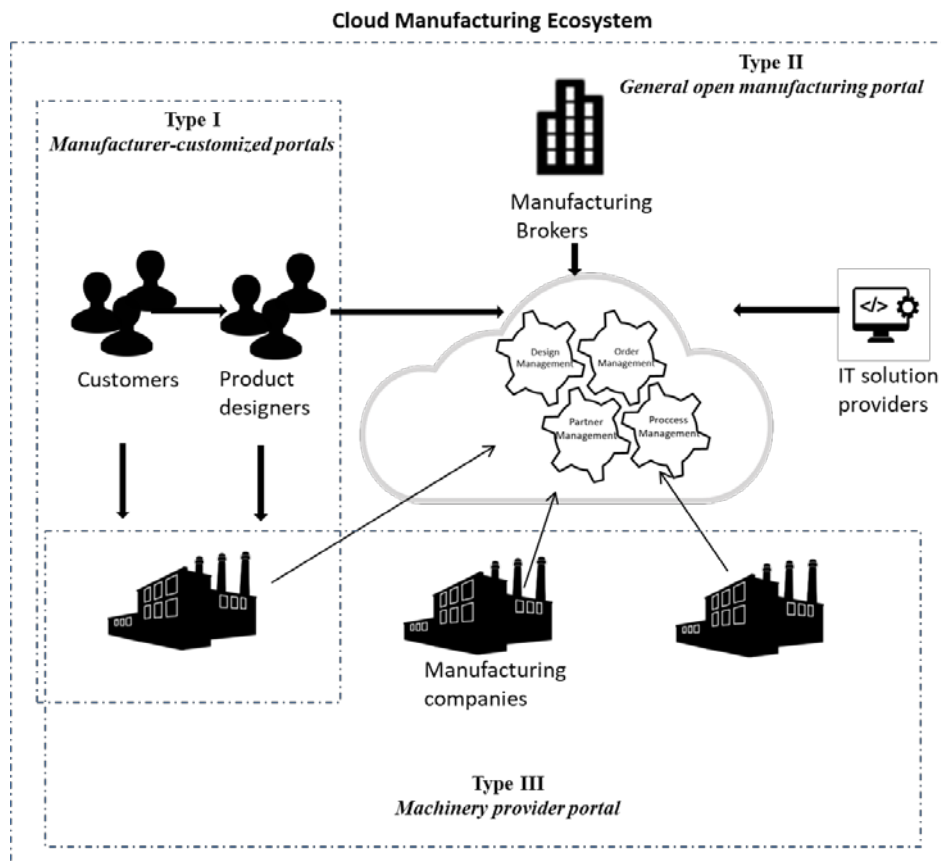 Cloud Manufacturing Ecosystem
Type II
General open manufacturing portal
Type I
Manufacturer-customized portals
Manufacturing
Brokers
</>
Design
Management
Order
Management
Customers
Product
designers
IT solution
providers
Partner
Management
Proccess
Management
Manufacturing
companies
Type III
Machinery provider portal